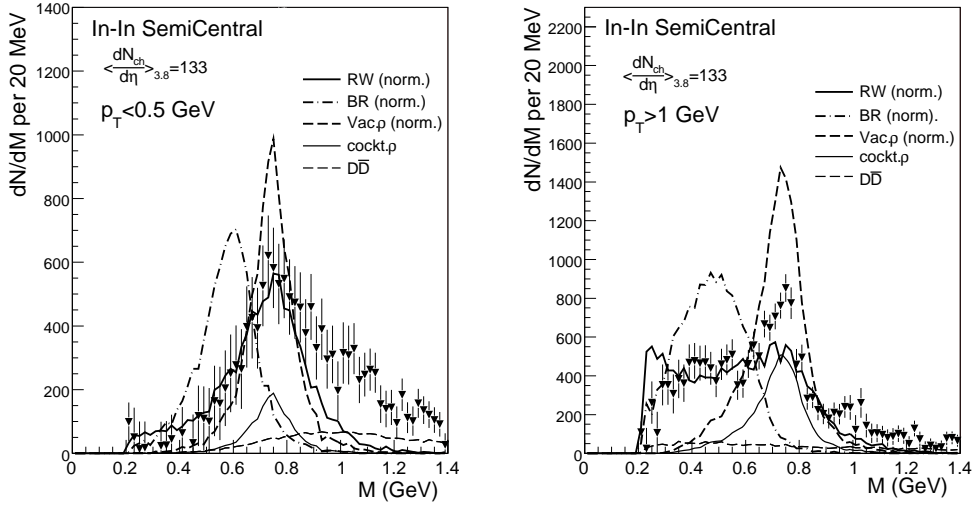 dN/dM per 20 MeV
1400
1200
1000
800
600
400
200
0
In-In SemiCentral
<dN_ch/dη>_3.8=133
p_T<0.5 GeV
RW (norm.)
BR (norm.)
Vac.ρ (norm.)
cockt.ρ
DD̅
0 0.2 0.4 0.6 0.8 1 1.2 1.4
M (GeV)
dN/dM per 20 MeV
2200
2000
1800
1600
1400
1200
1000
800
600
400
200
0
In-In SemiCentral
<dN_ch/dη>_3.8=133
p_T>1 GeV
RW (norm.)
BR (norm).
Vac.ρ (norm.)
cockt.ρ
DD̅
0 0.2 0.4 0.6 0.8 1 1.2 1.4
M (GeV)